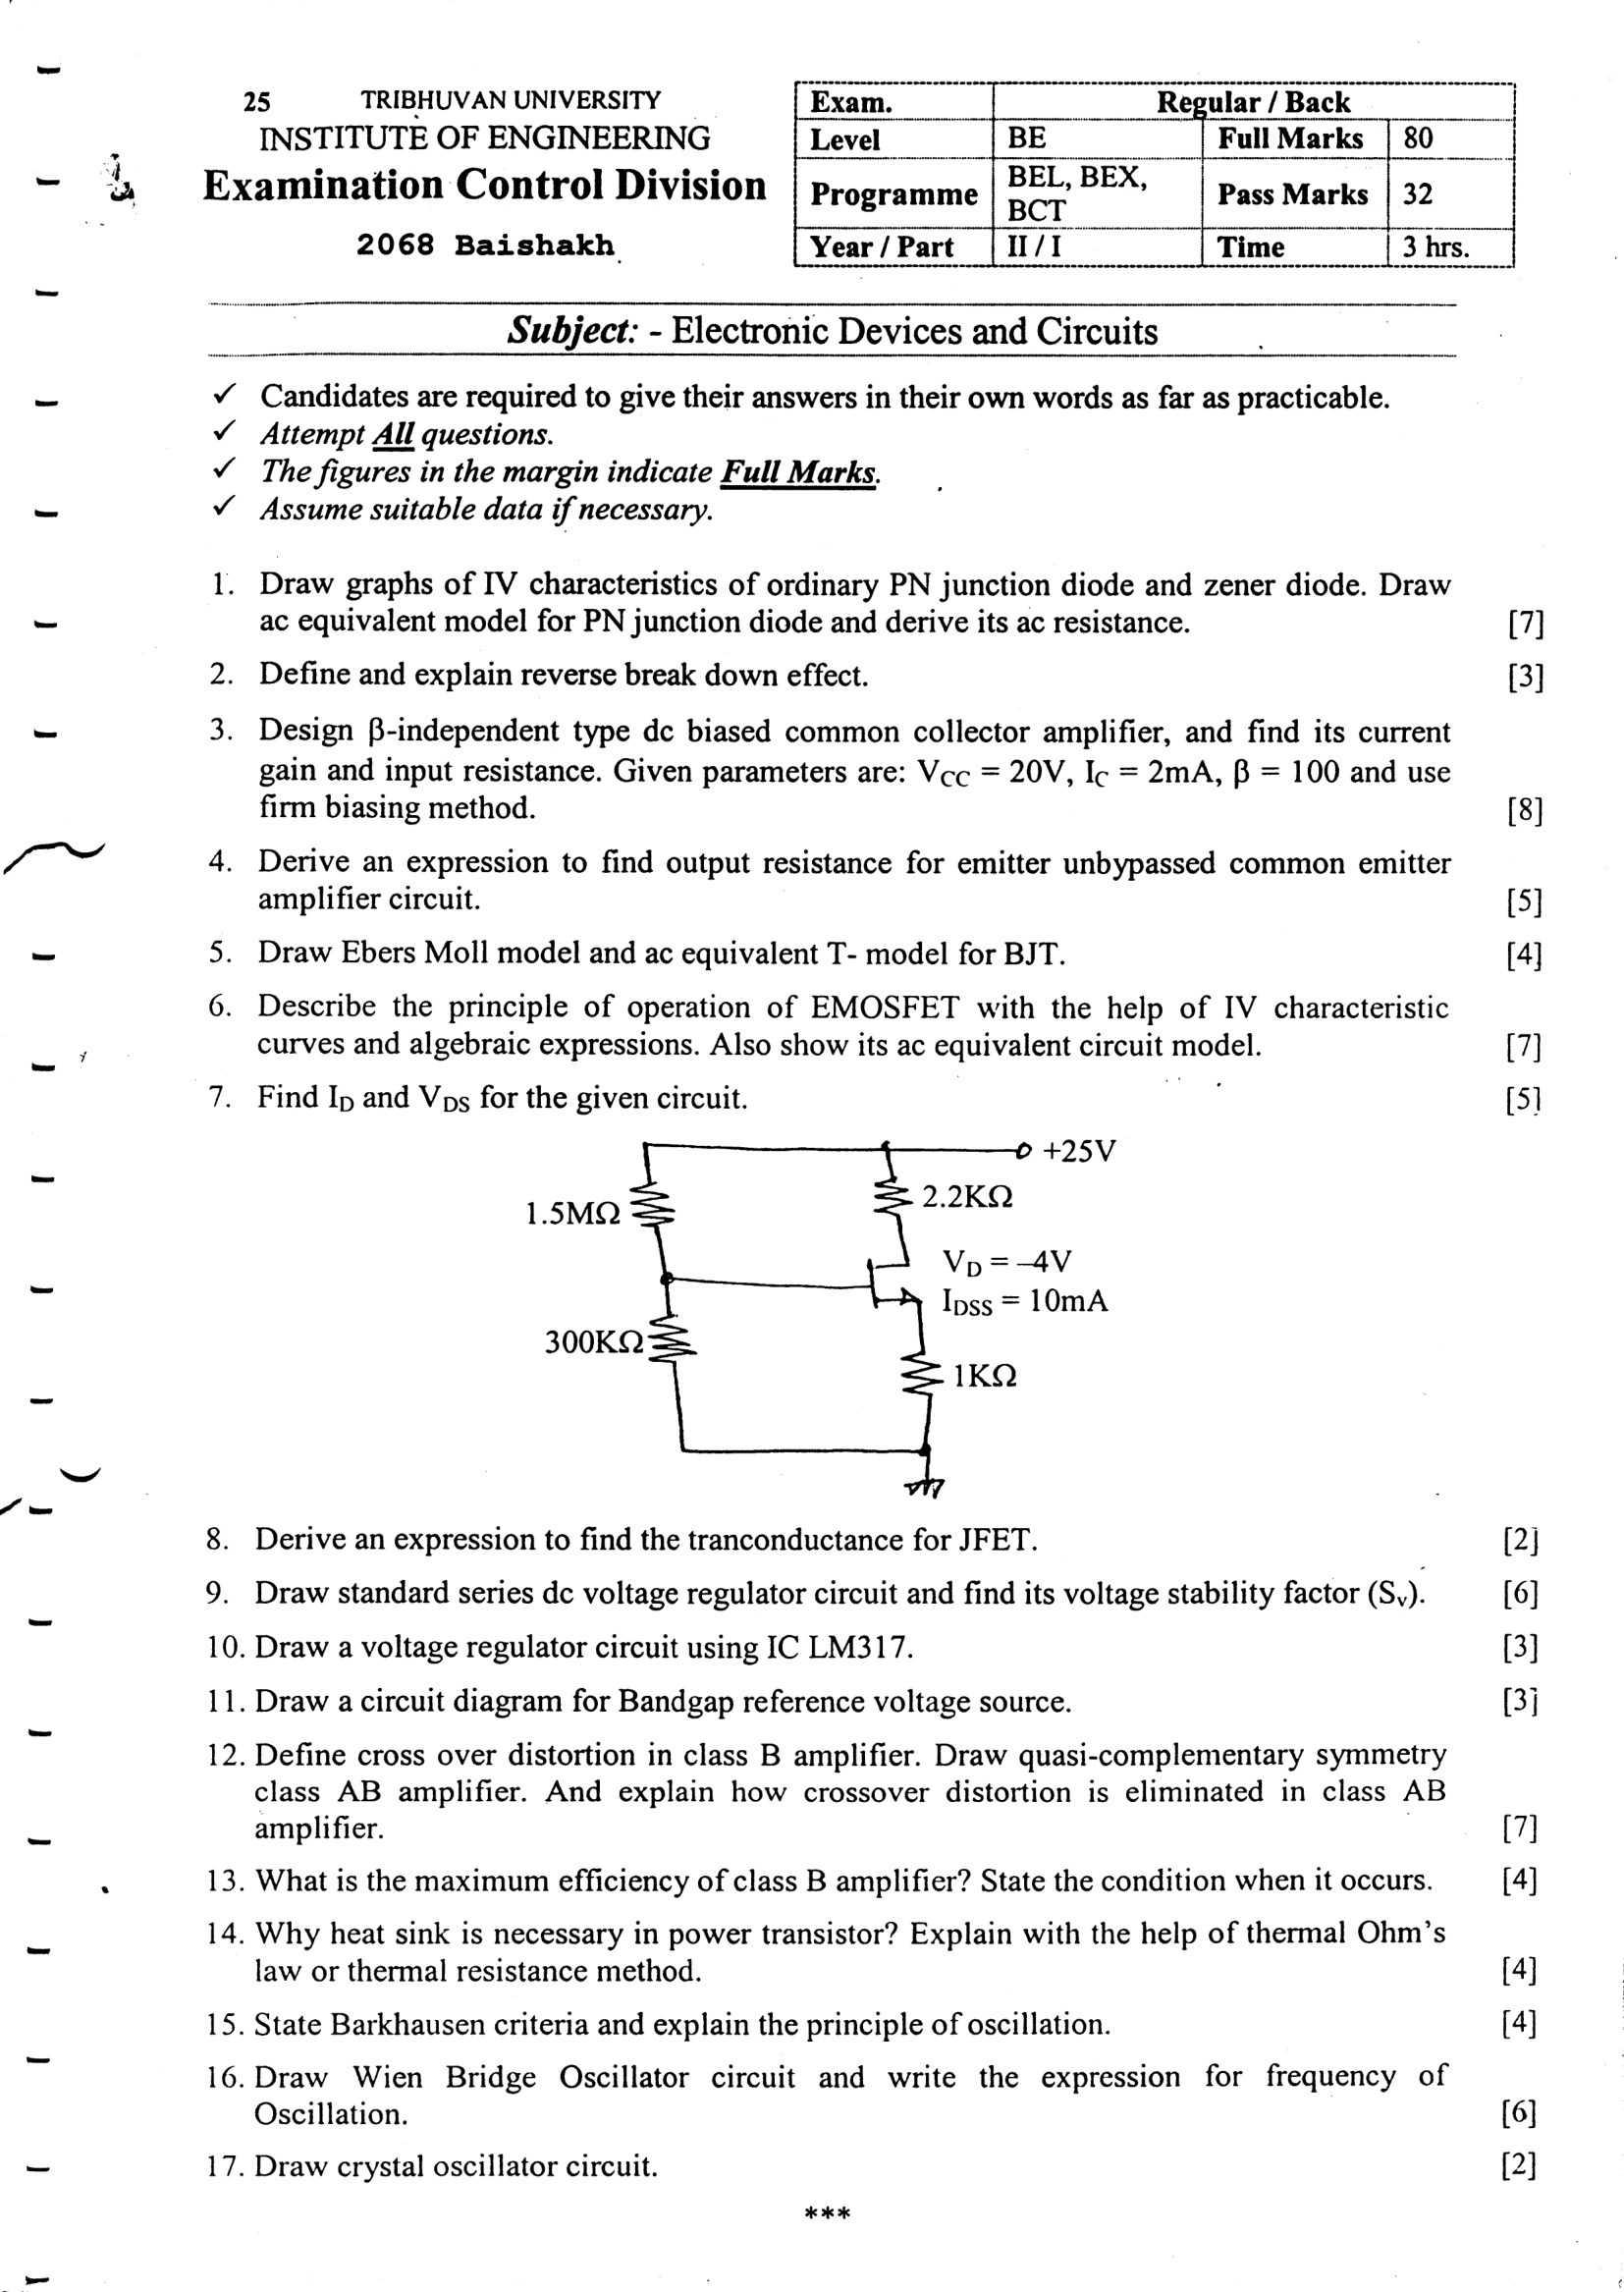 25 TRIBHUVAN UNIVERSITY
INSTITUTE OF ENGINEERING
Examination Control Division
2068 Baishakh
Exam. Regular / Back
Level BE Full Marks 80
Programme BEL, BEX, BCT Pass Marks 32
Year / Part II / I Time 3 hrs.
Subject: - Electronic Devices and Circuits
✓ Candidates are required to give their answers in their own words as far as practicable.
✓ Attempt All questions.
✓ The figures in the margin indicate Full Marks.
✓ Assume suitable data if necessary.
1. Draw graphs of IV characteristics of ordinary PN junction diode and zener diode. Draw
ac equivalent model for PN junction diode and derive its ac resistance. [7]
2. Define and explain reverse break down effect. [3]
3. Design β-independent type dc biased common collector amplifier, and find its current
gain and input resistance. Given parameters are: VCC = 20V, IC = 2mA, β = 100 and use
firm biasing method. [8]
4. Derive an expression to find output resistance for emitter unbypassed common emitter
amplifier circuit. [5]
5. Draw Ebers Moll model and ac equivalent T- model for BJT. [4]
6. Describe the principle of operation of EMOSFET with the help of IV characteristic
curves and algebraic expressions. Also show its ac equivalent circuit model. [7]
7. Find ID and VDS for the given circuit. [5]
+25V
1.5MΩ
2.2KΩ
VD = –4V
IDSS = 10mA
300KΩ
1KΩ
8. Derive an expression to find the tranconductance for JFET. [2]
9. Draw standard series dc voltage regulator circuit and find its voltage stability factor (Sv). [6]
10. Draw a voltage regulator circuit using IC LM317. [3]
11. Draw a circuit diagram for Bandgap reference voltage source. [3]
12. Define cross over distortion in class B amplifier. Draw quasi-complementary symmetry
class AB amplifier. And explain how crossover distortion is eliminated in class AB
amplifier. [7]
13. What is the maximum efficiency of class B amplifier? State the condition when it occurs. [4]
14. Why heat sink is necessary in power transistor? Explain with the help of thermal Ohm's
law or thermal resistance method. [4]
15. State Barkhausen criteria and explain the principle of oscillation. [4]
16. Draw Wien Bridge Oscillator circuit and write the expression for frequency of
Oscillation. [6]
17. Draw crystal oscillator circuit. [2]
***